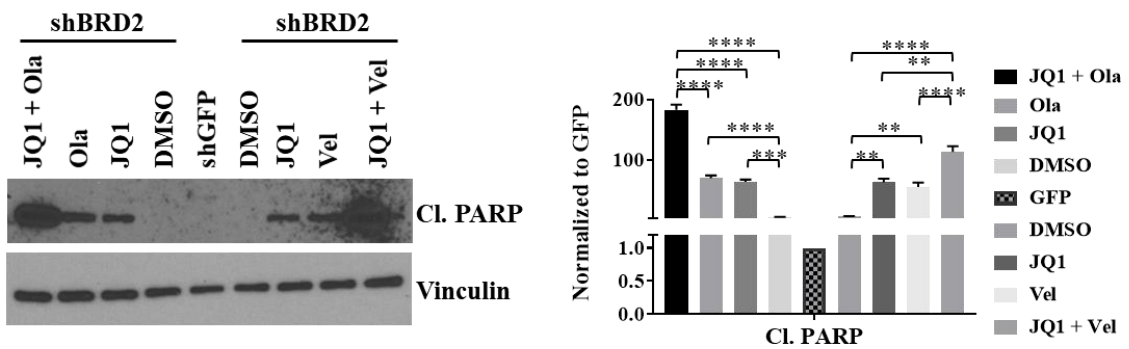 shBRD2 shBRD2
JQ1 + Ola
Ola
JQ1
DMSO
shGFP
DMSO
JQ1
Vel
JQ1 + Vel
Cl. PARP
Vinculin
Normalized to GFP
200
100
1.0
0.5
0.0
****
****
****
****
***
****
**
****
**
**
Cl. PARP
JQ1 + Ola
Ola
JQ1
DMSO
GFP
DMSO
JQ1
Vel
JQ1 + Vel